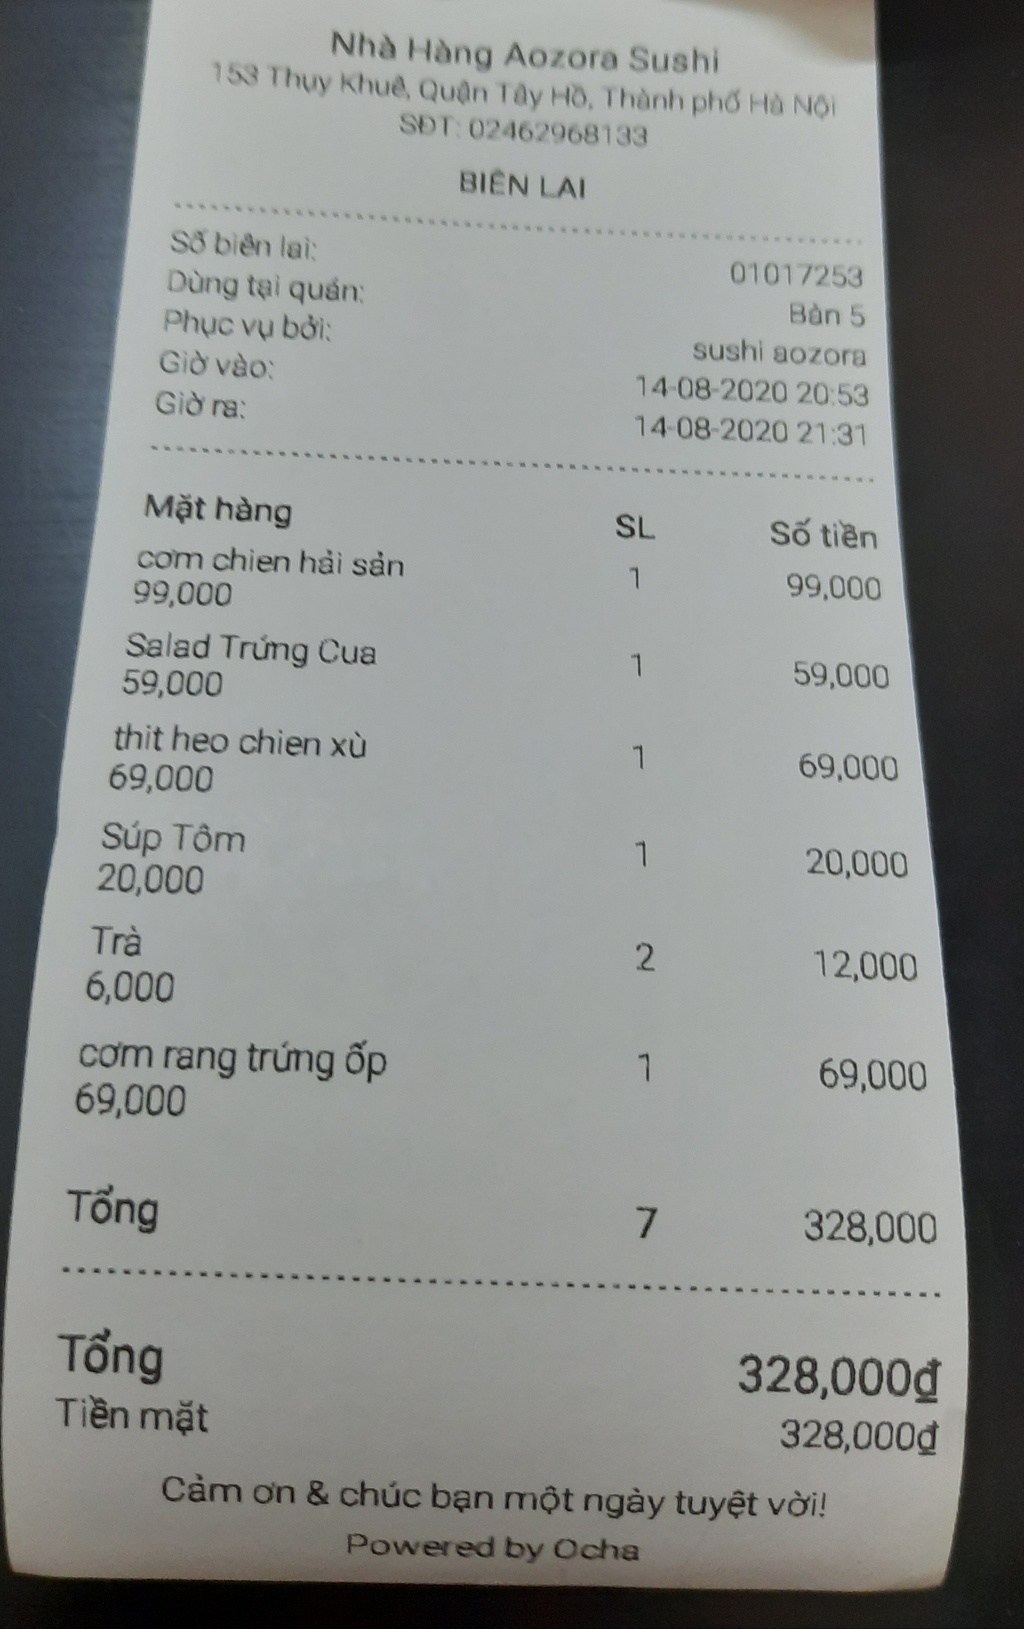 Nhà Hàng Aozora Sushi
153 Thụy Khuê, Quận Tây Hồ, Thành phố Hà Nội
SĐT: 02462968133
BIÊN LAI
Số biên lai: 01017253
Dùng tại quán: Bàn 5
Phục vụ bởi: sushi aozora
Giờ vào: 14-08-2020 20:53
Giờ ra: 14-08-2020 21:31
Mặt hàng SL Số tiền
cơm chien hải sản 1 99,000
99,000
Salad Trứng Cua 1 59,000
59,000
thit heo chien xù 1 69,000
69,000
Súp Tôm 1 20,000
20,000
Trà 2 12,000
6,000
cơm rang trứng ốp 1 69,000
69,000
Tổng 7 328,000
Tổng 328,000₫
Tiền mặt 328,000₫
Cảm ơn & chúc bạn một ngày tuyệt vời!
Powered by Ocha